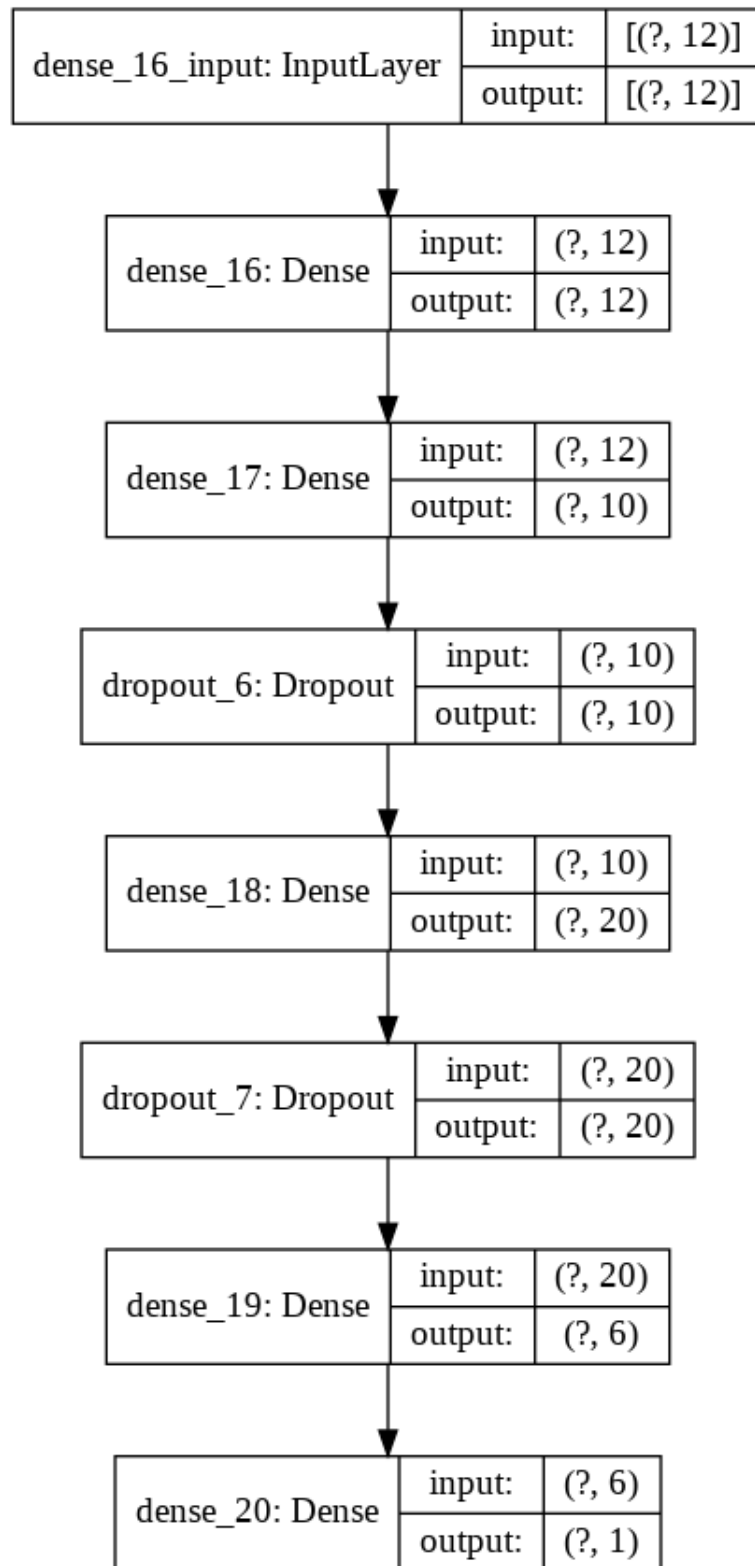 dense_16_input: InputLayer
input: [(?, 12)]
output: [(?, 12)]
dense_16: Dense
input: (?, 12)
output: (?, 12)
dense_17: Dense
input: (?, 12)
output: (?, 10)
dropout_6: Dropout
input: (?, 10)
output: (?, 10)
dense_18: Dense
input: (?, 10)
output: (?, 20)
dropout_7: Dropout
input: (?, 20)
output: (?, 20)
dense_19: Dense
input: (?, 20)
output: (?, 6)
dense_20: Dense
input: (?, 6)
output: (?, 1)